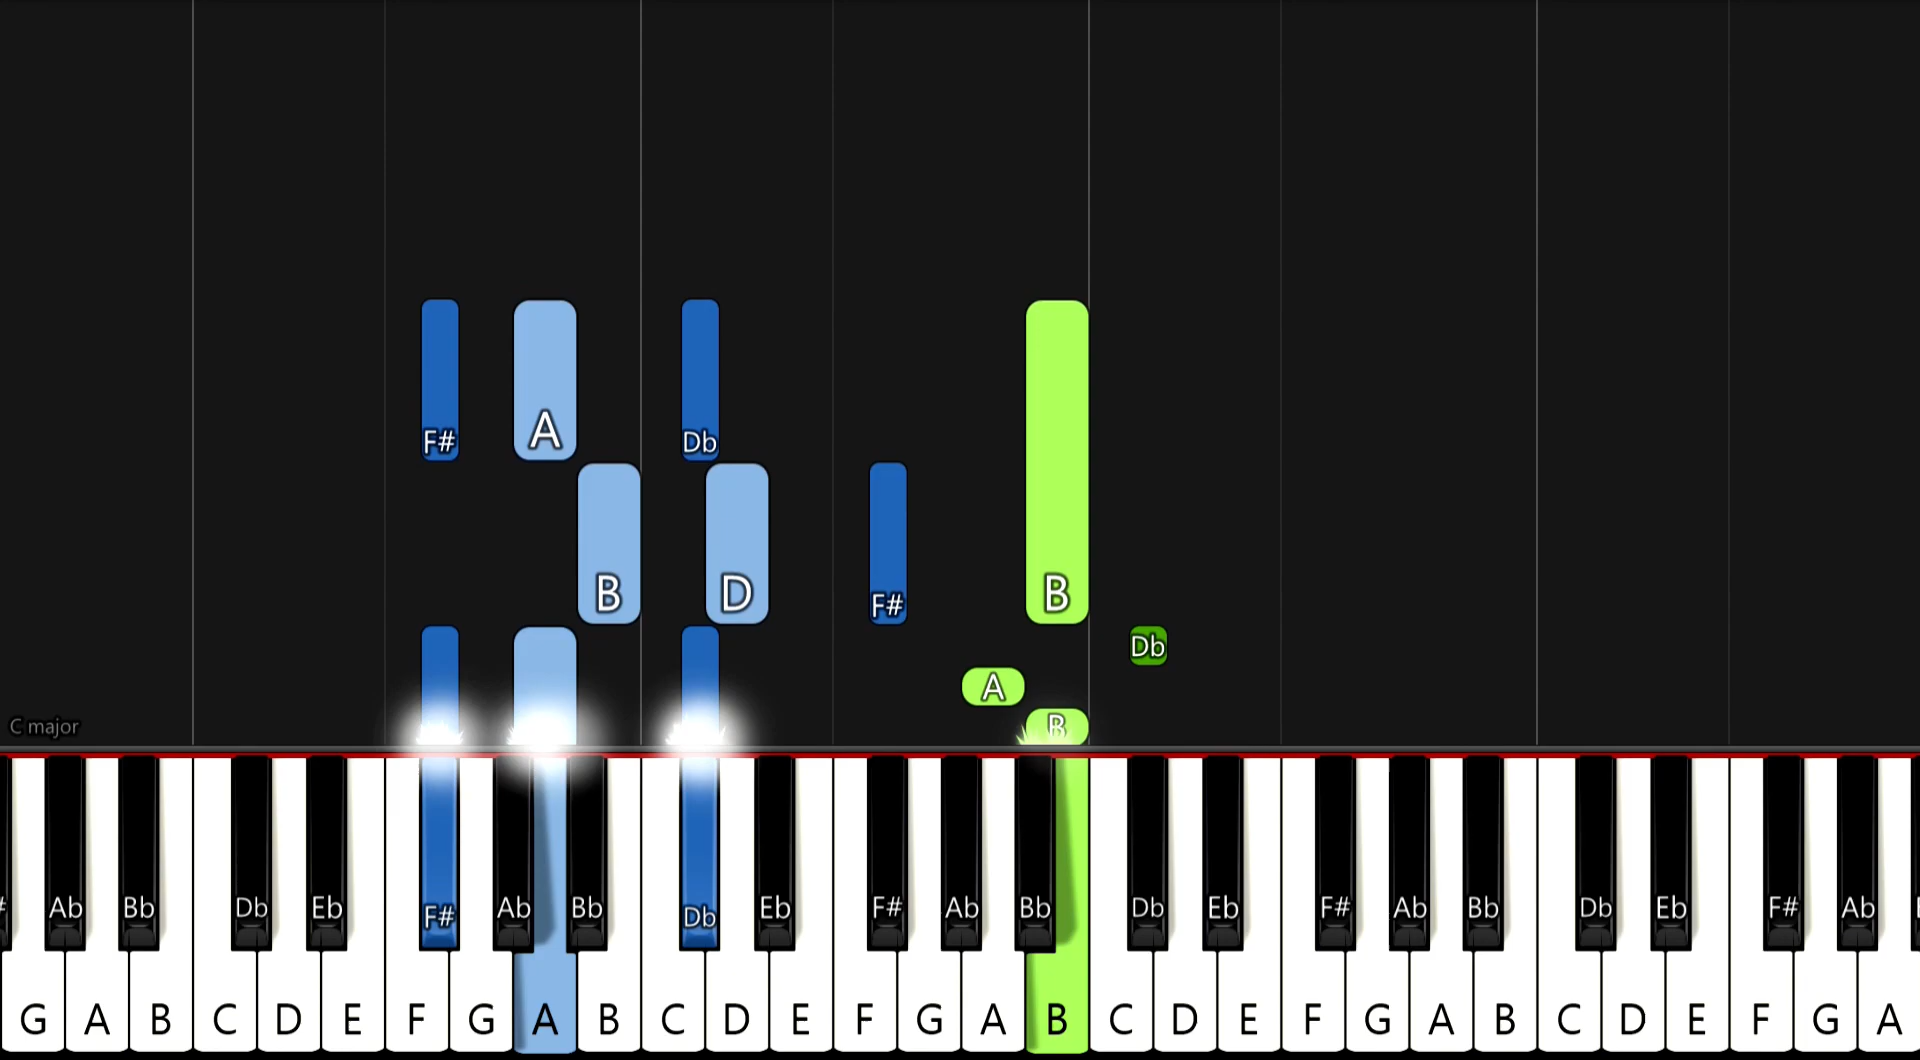 F# A Db
B D F# B
Db
A
B
C major
# Ab Bb Db Eb F# Ab Bb Db Eb F# Ab Bb Db Eb F# Ab Bb Db Eb F# Ab
G A B C D E F G A B C D E F G A B C D E F G A B C D E F G A